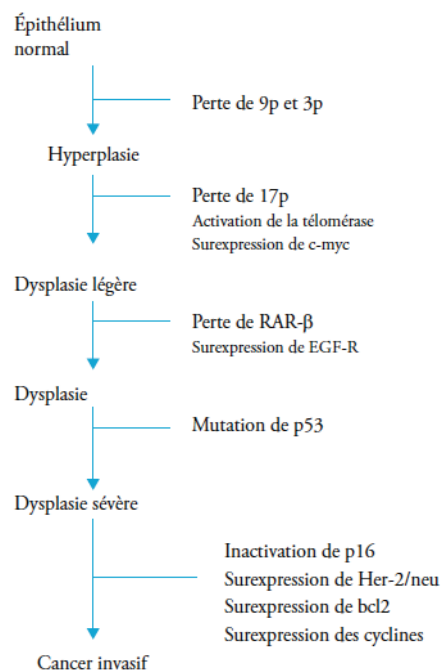 Épithélium
normal
Perte de 9p et 3p
Hyperplasie
Perte de 17p
Activation de la télomérase
Surexpression de c-myc
Dysplasie légère
Perte de RAR-β
Surexpression de EGF-R
Dysplasie
Mutation de p53
Dysplasie sévère
Inactivation de p16
Surexpression de Her-2/neu
Surexpression de bcl2
Surexpression des cyclines
Cancer invasif